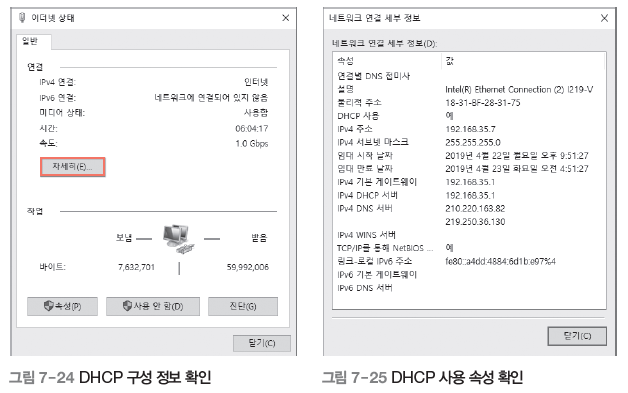 이더넷 상태
일반
연결
IPv4 연결: 인터넷
IPv6 연결: 네트워크에 연결되어 있지 않음
미디어 상태: 사용함
시간: 06:04:17
속도: 1.0 Gbps
자세히(E)...
작업
보냄 받음
바이트: 7,632,701 59,992,006
속성(P) 사용 안 함(D) 진단(G)
닫기(C)
그림 7-24 DHCP 구성 정보 확인
네트워크 연결 세부 정보
네트워크 연결 세부 정보(D):
속성 값
연결별 DNS 접미사
설명 Intel(R) Ethernet Connection (2) I219-V
물리적 주소 18-31-BF-28-31-75
DHCP 사용 예
IPv4 주소 192.168.35.7
IPv4 서브넷 마스크 255.255.255.0
임대 시작 날짜 2019년 4월 22일 월요일 오후 9:51:27
임대 만료 날짜 2019년 4월 23일 화요일 오전 4:51:27
IPv4 기본 게이트웨이 192.168.35.1
IPv4 DHCP 서버 192.168.35.1
IPv4 DNS 서버 210.220.163.82
219.250.36.130
IPv4 WINS 서버
TCP/IP를 통해 NetBIOS ... 예
링크-로컬 IPv6 주소 fe80::a4dd:4884:6d1b:e97%4
IPv6 기본 게이트웨이
IPv6 DNS 서버
닫기(C)
그림 7-25 DHCP 사용 속성 확인